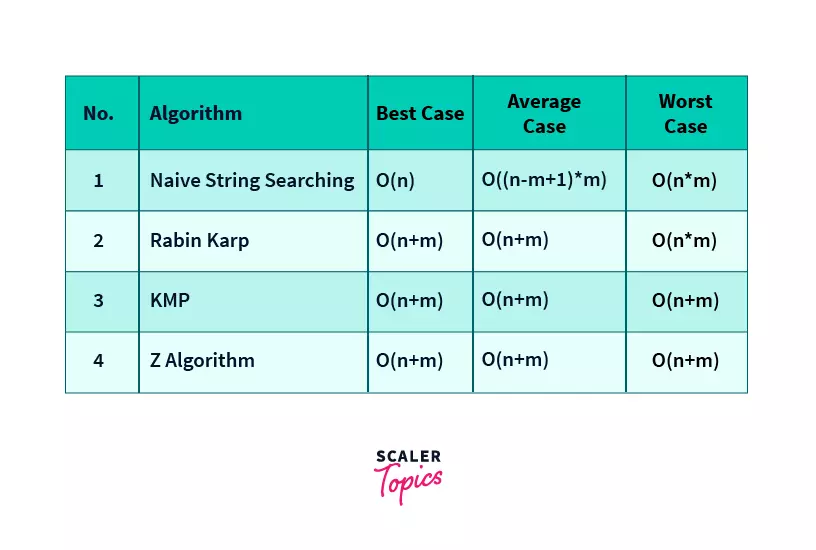 No. Algorithm Best Case Average Case Worst Case
1 Naive String Searching O(n) O((n-m+1)*m) O(n*m)
2 Rabin Karp O(n+m) O(n+m) O(n*m)
3 KMP O(n+m) O(n+m) O(n+m)
4 Z Algorithm O(n+m) O(n+m) O(n+m)
SCALER
Topics